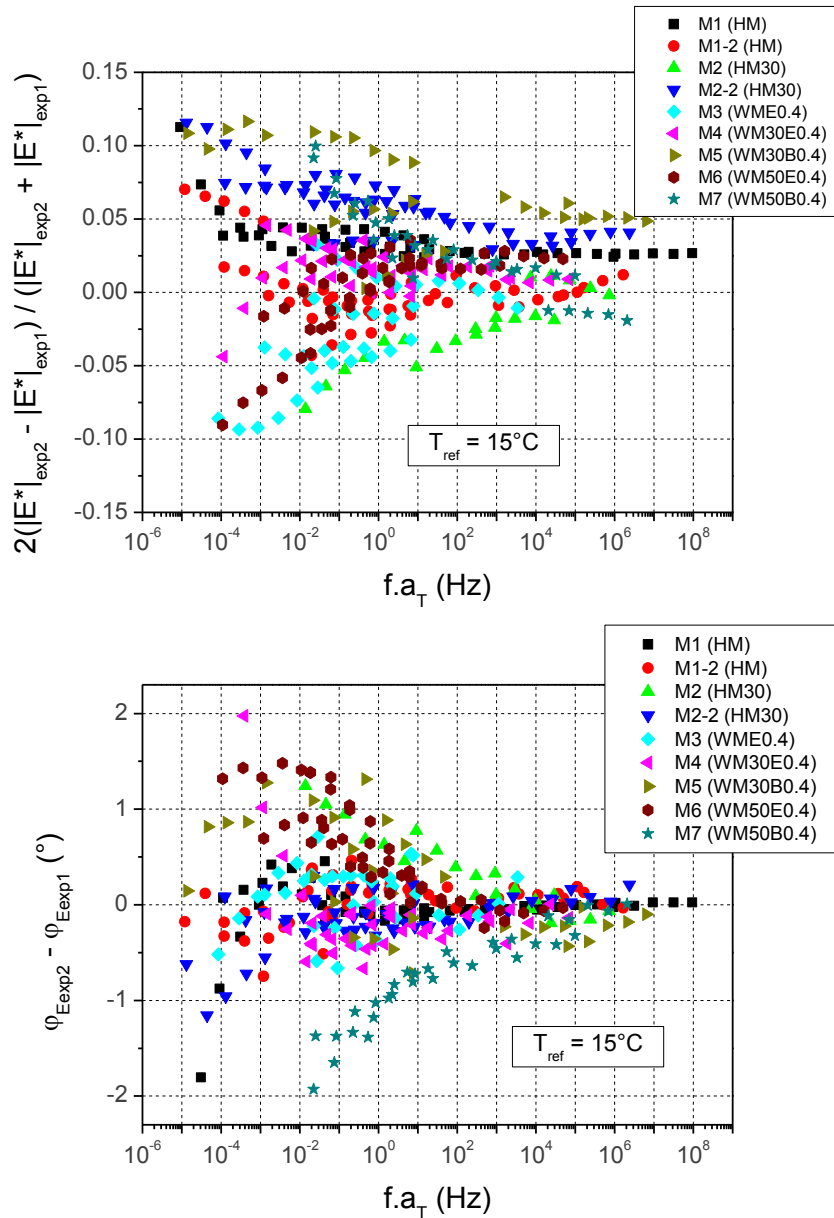 M1 (HM)
M1-2 (HM)
M2 (HM30)
M2-2 (HM30)
M3 (WME0.4)
M4 (WM30E0.4)
M5 (WM30B0.4)
M6 (WM50E0.4)
M7 (WM50B0.4)
2(|E*|exp2 - |E*|exp1) / (|E*|exp2 + |E*|exp1)
0.15
0.10
0.05
0.00
-0.05
-0.10
-0.15
Tref = 15°C
10-6 10-4 10-2 100 102 104 106 108
f.aT (Hz)
M1 (HM)
M1-2 (HM)
M2 (HM30)
M2-2 (HM30)
M3 (WME0.4)
M4 (WM30E0.4)
M5 (WM30B0.4)
M6 (WM50E0.4)
M7 (WM50B0.4)
φEexp2 - φEexp1 (°)
2
1
0
-1
-2
Tref = 15°C
10-6 10-4 10-2 100 102 104 106 108
f.aT (Hz)